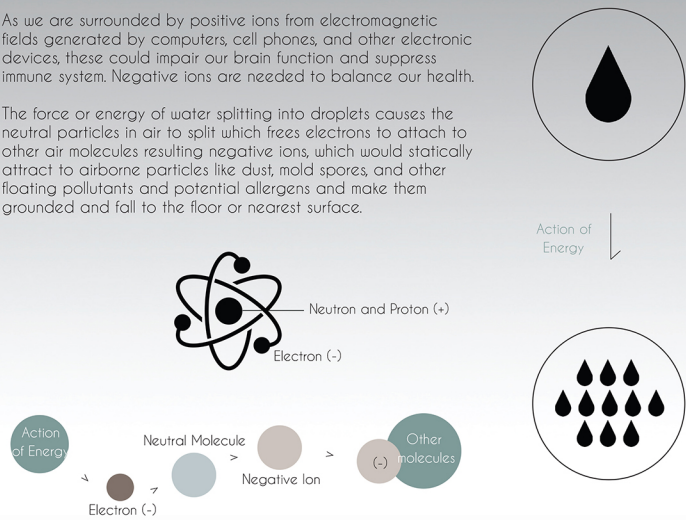 As we are surrounded by positive ions from electromagnetic
fields generated by computers, cell phones, and other electronic
devices, these could impair our brain function and suppress
immune system. Negative ions are needed to balance our health.
The force or energy of water splitting into droplets causes the
neutral particles in air to split which frees electrons to attach to
other air molecules resulting negative ions, which would statically
attract to airborne particles like dust, mold spores, and other
floating pollutants and potential allergens and make them
grounded and fall to the floor or nearest surface.
Action of
Energy
Neutron and Proton (+)
Electron (-)
Action
of Energy
Electron (-)
Neutral Molecule
Negative Ion
(-)
Other
molecules